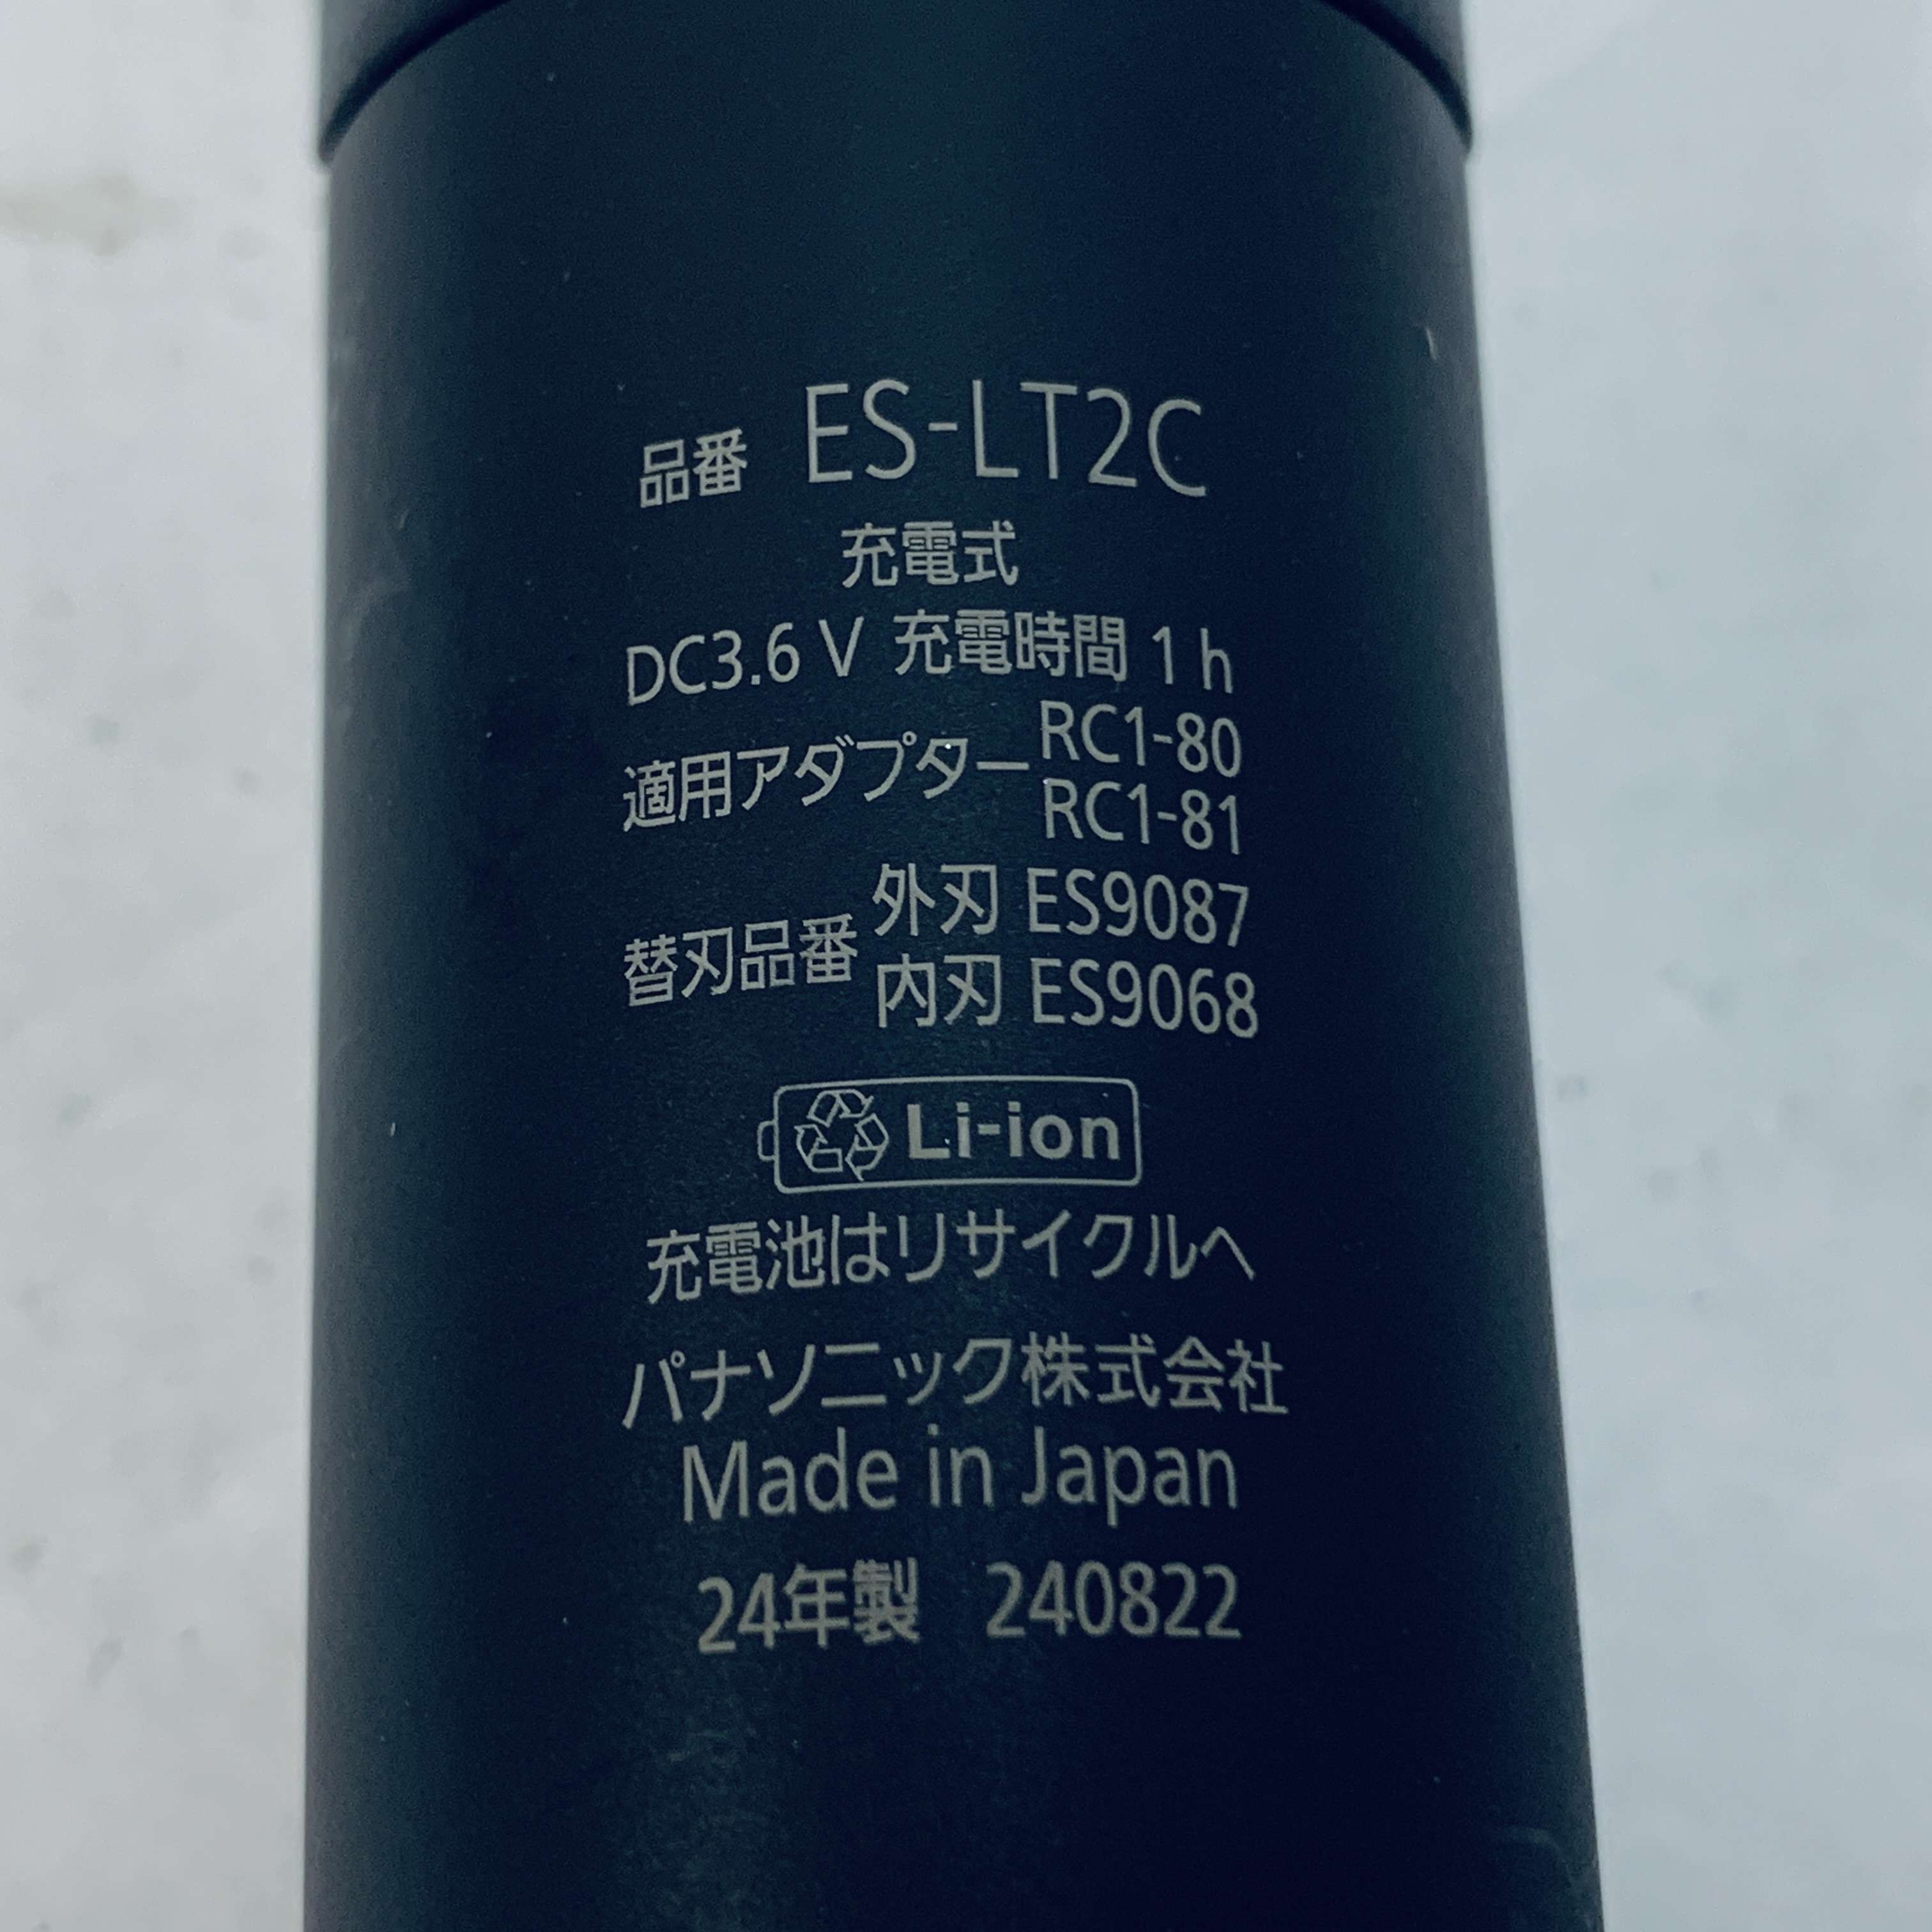 品番 ES-LT2C
充電式
DC3.6 V 充電時間 1 h
適用アダプター RC1-80
RC1-81
替刃品番 外刃 ES9087
内刃 ES9068
Li-ion
充電池はリサイクルへ
パナソニック株式会社
Made in Japan
24年製 240822